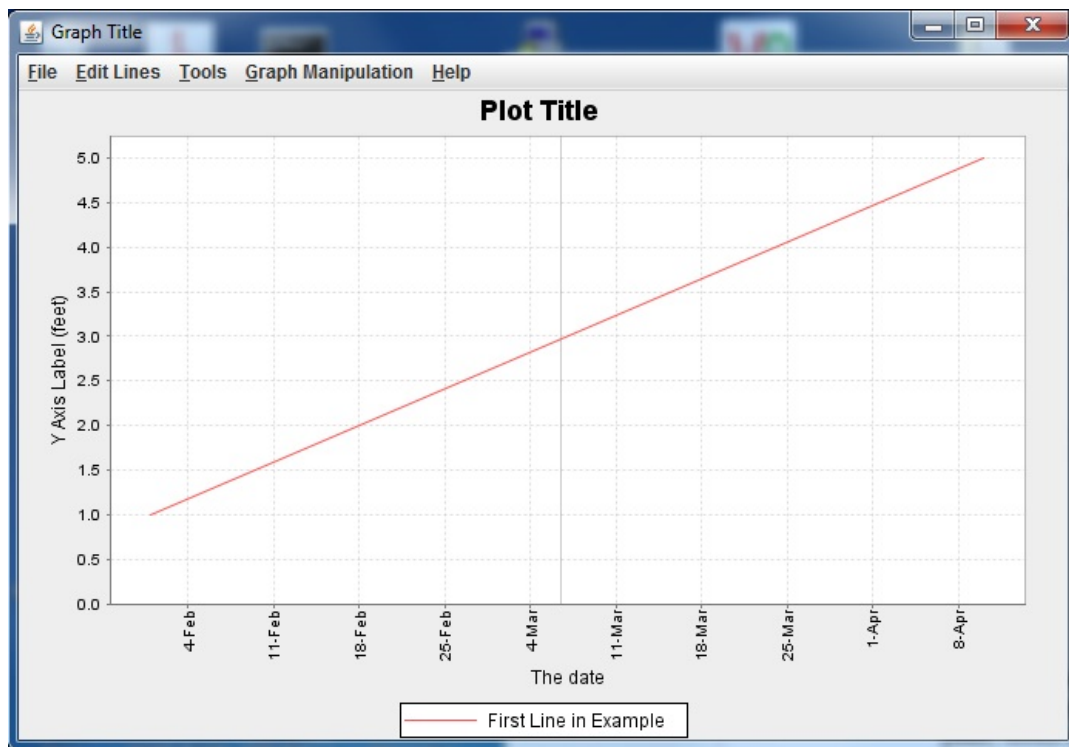 Graph Title
File Edit Lines Tools Graph Manipulation Help
Plot Title
Y Axis Label (feet)
5.0
4.5
4.0
3.5
3.0
2.5
2.0
1.5
1.0
0.5
0.0
4-Feb 11-Feb 18-Feb 25-Feb 4-Mar 11-Mar 18-Mar 25-Mar 1-Apr 8-Apr
The date
First Line in Example